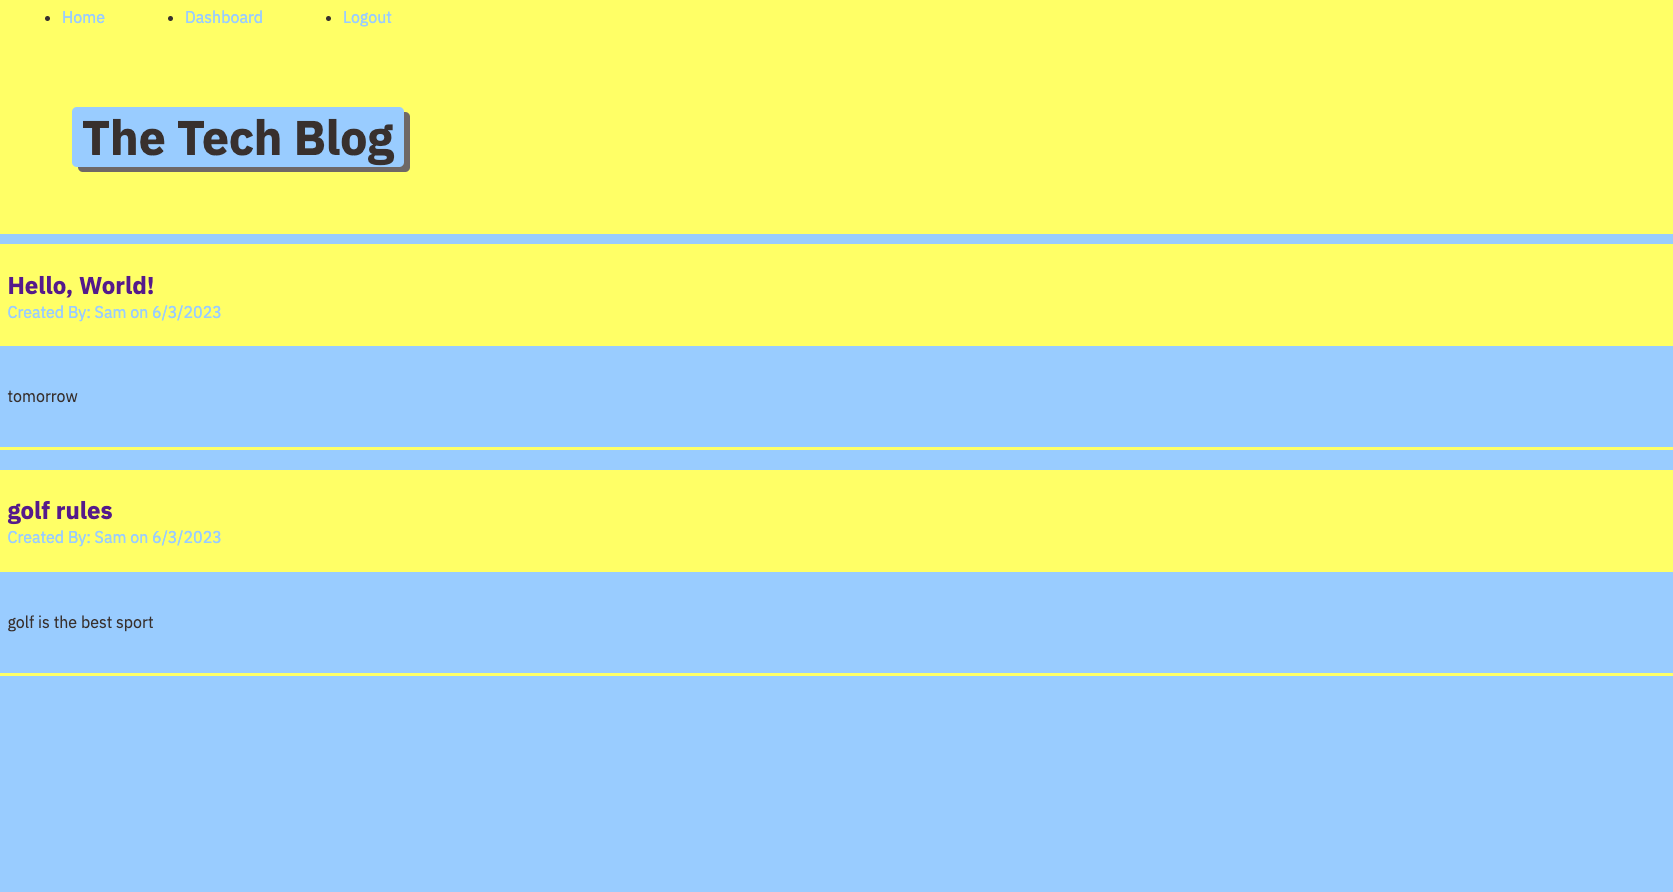 Home Dashboard Logout
The Tech Blog
Hello, World!
Created By: Sam on 6/3/2023
tomorrow
golf rules
Created By: Sam on 6/3/2023
golf is the best sport